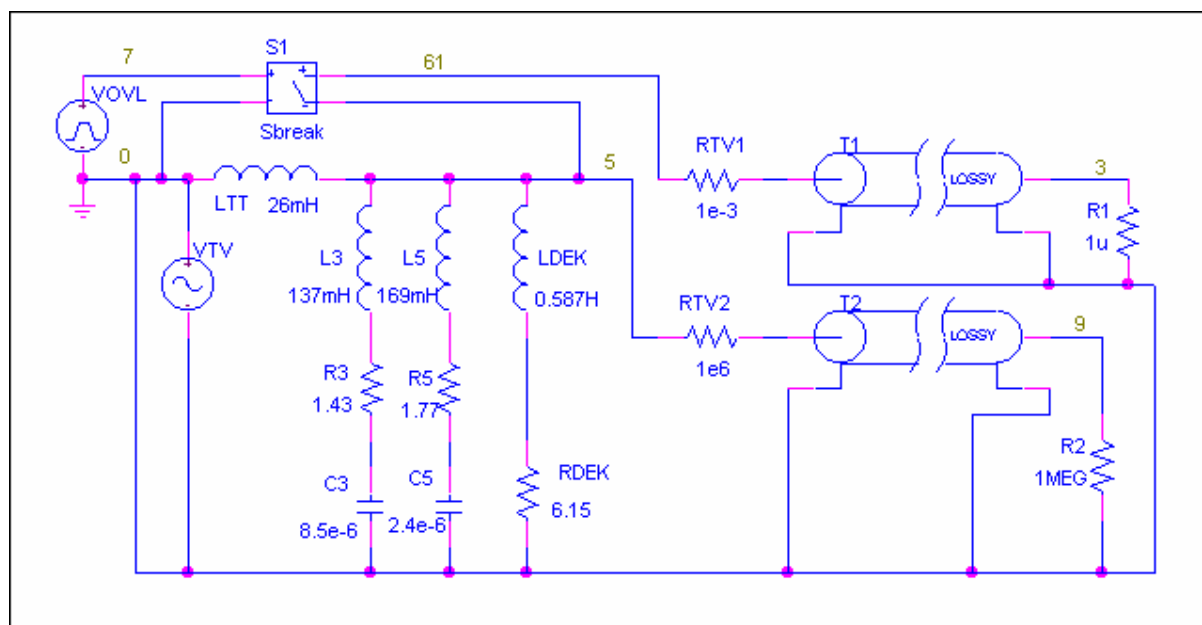 7
S1
61
VOVL
Sbreak
0
LTT
26mH
5
VTV
RTV1
1e-3
T1
LOSSY
3
R1
1u
L3
137mH
L5
169mH
LDEK
0.587H
RTV2
1e6
T2
LOSSY
9
R3
1.43
R5
1.77
C3
8.5e-6
C5
2.4e-6
RDEK
6.15
R2
1MEG